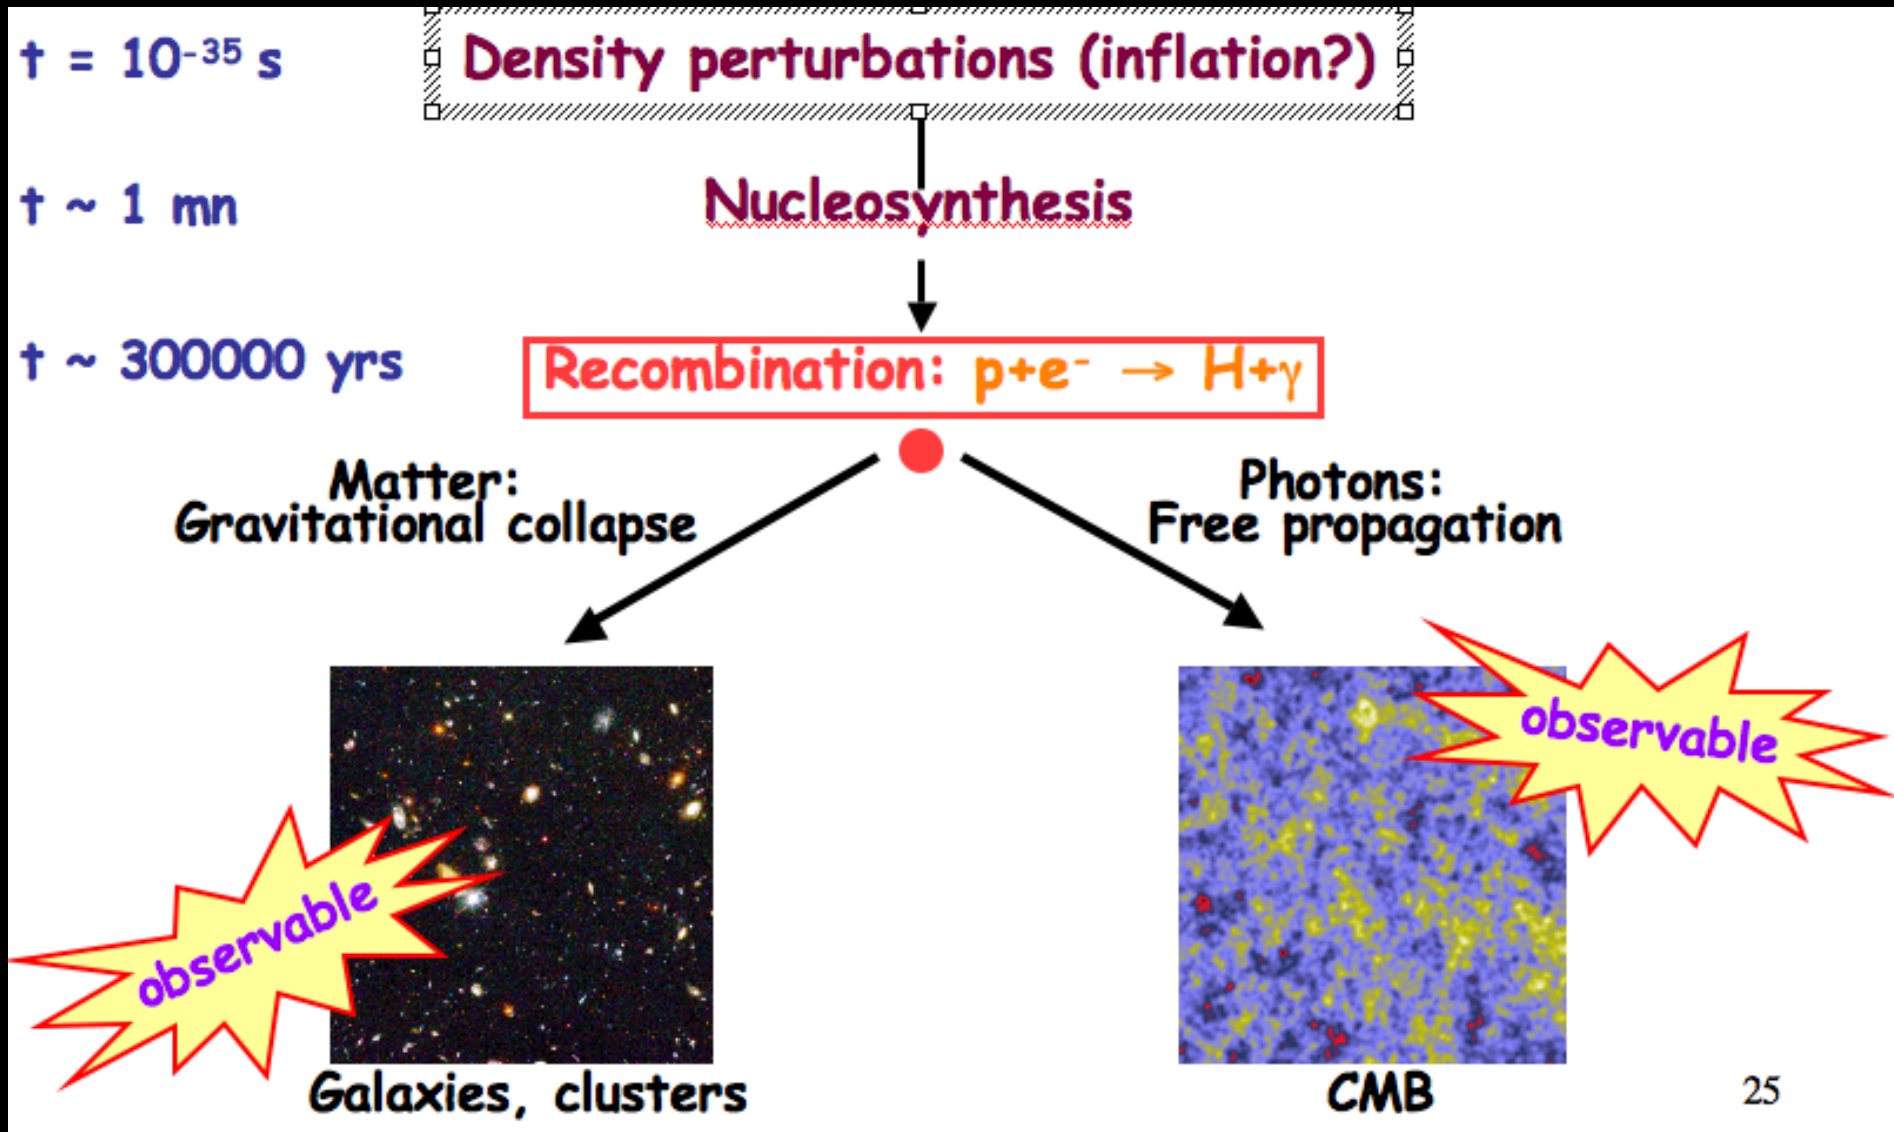 t = 10⁻³⁵ s
Density perturbations (inflation?)
t ~ 1 mn
Nucleosynthesis
t ~ 300000 yrs
Recombination: p+e⁻ → H+γ
Matter:
Gravitational collapse
Photons:
Free propagation
observable
observable
Galaxies, clusters
CMB
25